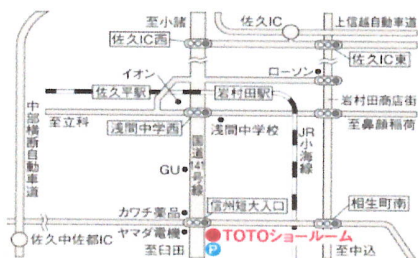 至小諸
佐久IC
上信越自動車道
佐久IC西
佐久IC東
ローソン
イオン
佐久平駅
岩村田駅
岩村田商店街
至立科
浅間中学西
浅間中学校
至鼻顔稲荷
中部横断自動車道
国道141号線
JR小海線
GU
カワチ薬品
信州短大入口
相生町南
佐久中佐都IC
ヤマダ電機
TOTOショールーム
P
至臼田
至中込